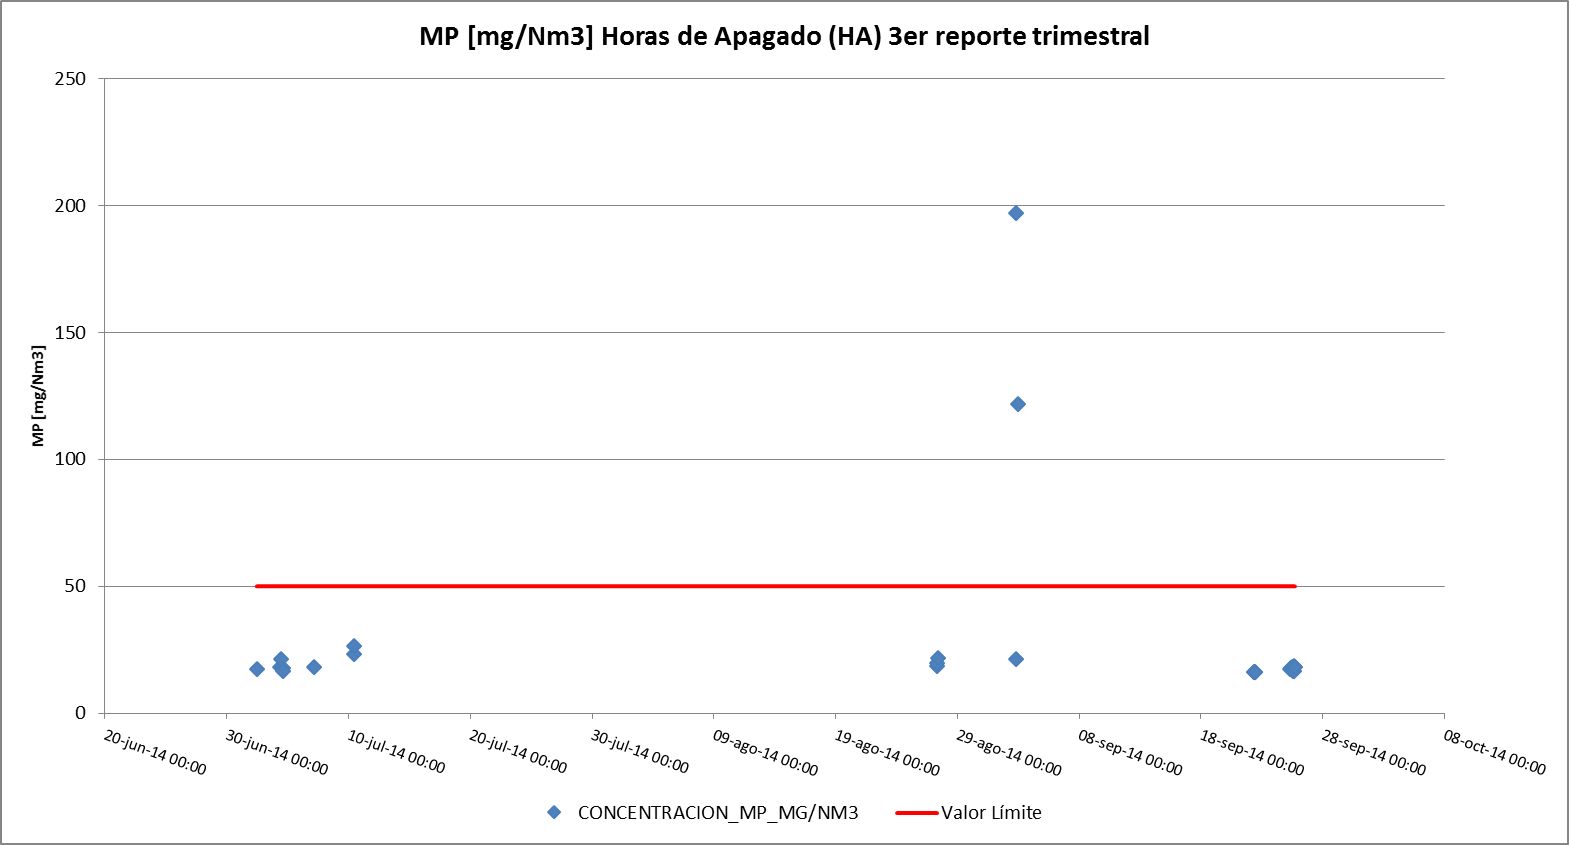 MP [mg/Nm3] Horas de Apagado (HA) 3er reporte trimestral
250
200
150
100
50
0
MP [mg/Nm3]
20-jun-14 00:00
30-jun-14 00:00
10-jul-14 00:00
20-jul-14 00:00
30-jul-14 00:00
09-ago-14 00:00
19-ago-14 00:00
29-ago-14 00:00
08-sep-14 00:00
18-sep-14 00:00
28-sep-14 00:00
08-oct-14 00:00
CONCENTRACION_MP_MG/NM3
Valor Límite